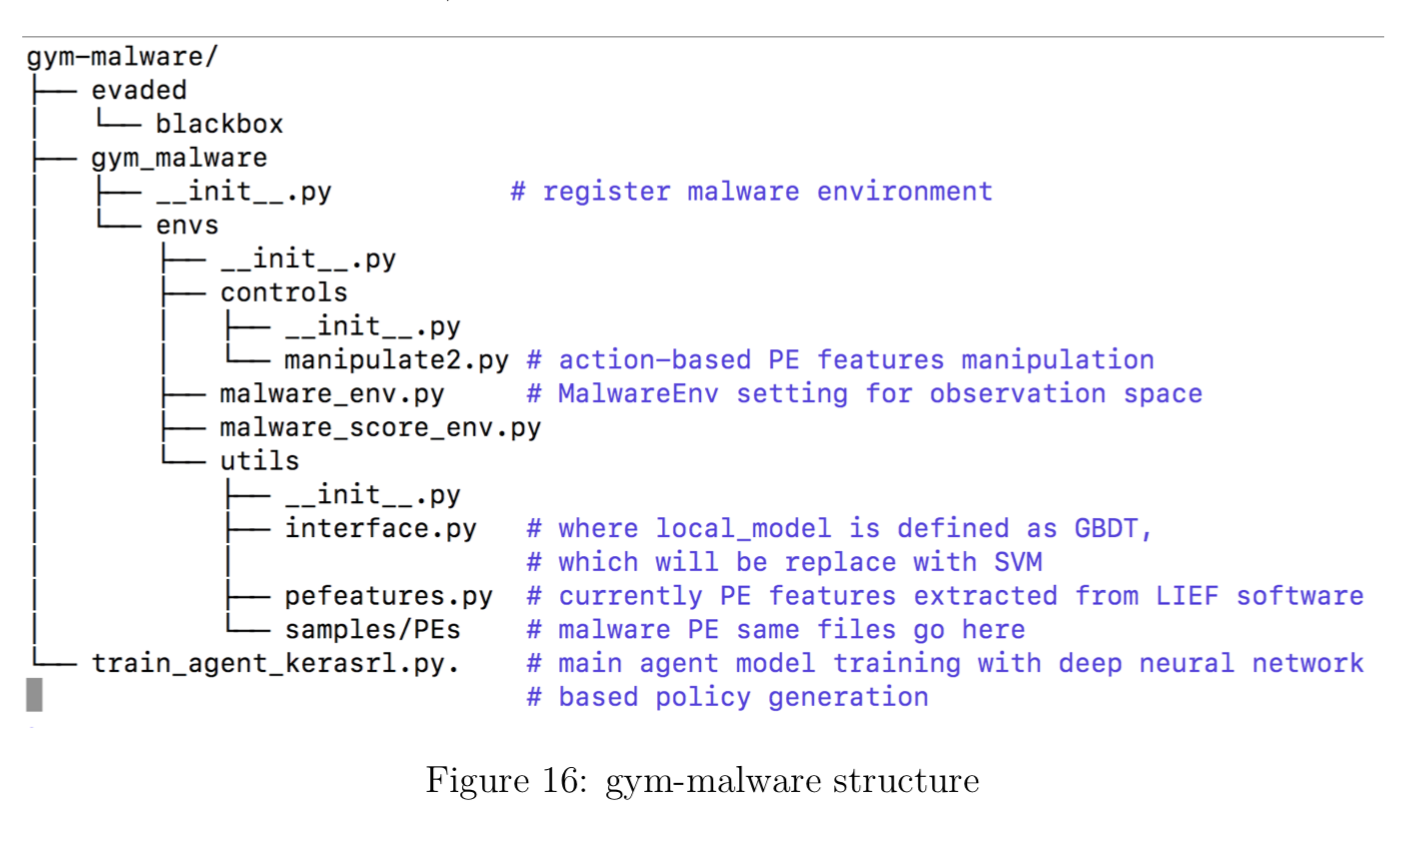 gym-malware/
├── evaded
│   └── blackbox
├── gym_malware
│   ├── __init__.py           # register malware environment
│   └── envs
│       ├── __init__.py
│       ├── controls
│       │   ├── __init__.py
│       │   └── manipulate2.py # action-based PE features manipulation
│       ├── malware_env.py     # MalwareEnv setting for observation space
│       ├── malware_score_env.py
│       └── utils
│           ├── __init__.py
│           ├── interface.py   # where local_model is defined as GBDT,
│           │                  # which will be replace with SVM
│           ├── pefeatures.py  # currently PE features extracted from LIEF software
│           └── samples/PEs    # malware PE same files go here
└── train_agent_kerasrl.py.    # main agent model training with deep neural network
                               # based policy generation
Figure 16: gym-malware structure